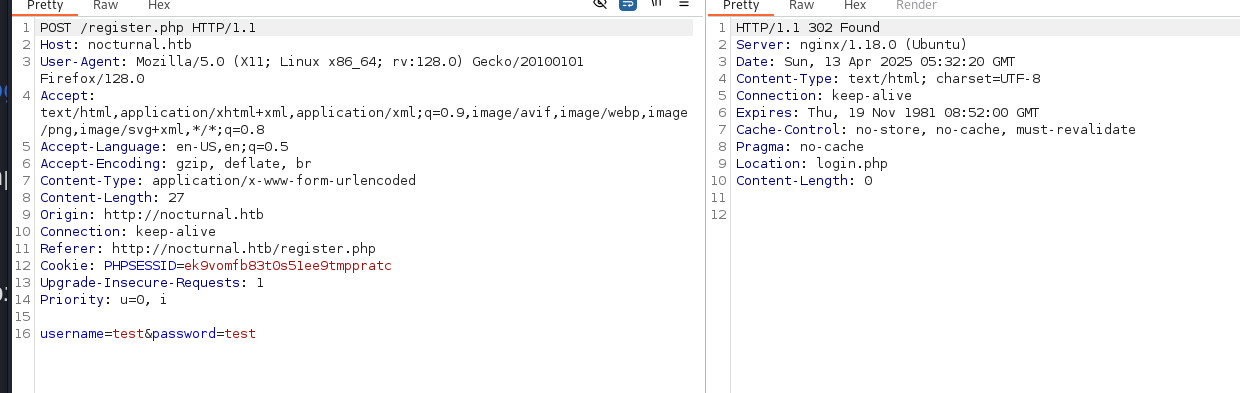 Pretty Raw Hex \n
1 POST /register.php HTTP/1.1
2 Host: nocturnal.htb
3 User-Agent: Mozilla/5.0 (X11; Linux x86_64; rv:128.0) Gecko/20100101
Firefox/128.0
4 Accept:
text/html,application/xhtml+xml,application/xml;q=0.9,image/avif,image/webp,image
/png,image/svg+xml,*/*;q=0.8
5 Accept-Language: en-US,en;q=0.5
6 Accept-Encoding: gzip, deflate, br
7 Content-Type: application/x-www-form-urlencoded
8 Content-Length: 27
9 Origin: http://nocturnal.htb
10 Connection: keep-alive
11 Referer: http://nocturnal.htb/register.php
12 Cookie: PHPSESSID=ek9vomfb83t0s51ee9tmppratc
13 Upgrade-Insecure-Requests: 1
14 Priority: u=0, i
15
16 username=test&password=test
Pretty Raw Hex Render
1 HTTP/1.1 302 Found
2 Server: nginx/1.18.0 (Ubuntu)
3 Date: Sun, 13 Apr 2025 05:32:20 GMT
4 Content-Type: text/html; charset=UTF-8
5 Connection: keep-alive
6 Expires: Thu, 19 Nov 1981 08:52:00 GMT
7 Cache-Control: no-store, no-cache, must-revalidate
8 Pragma: no-cache
9 Location: login.php
10 Content-Length: 0
11
12